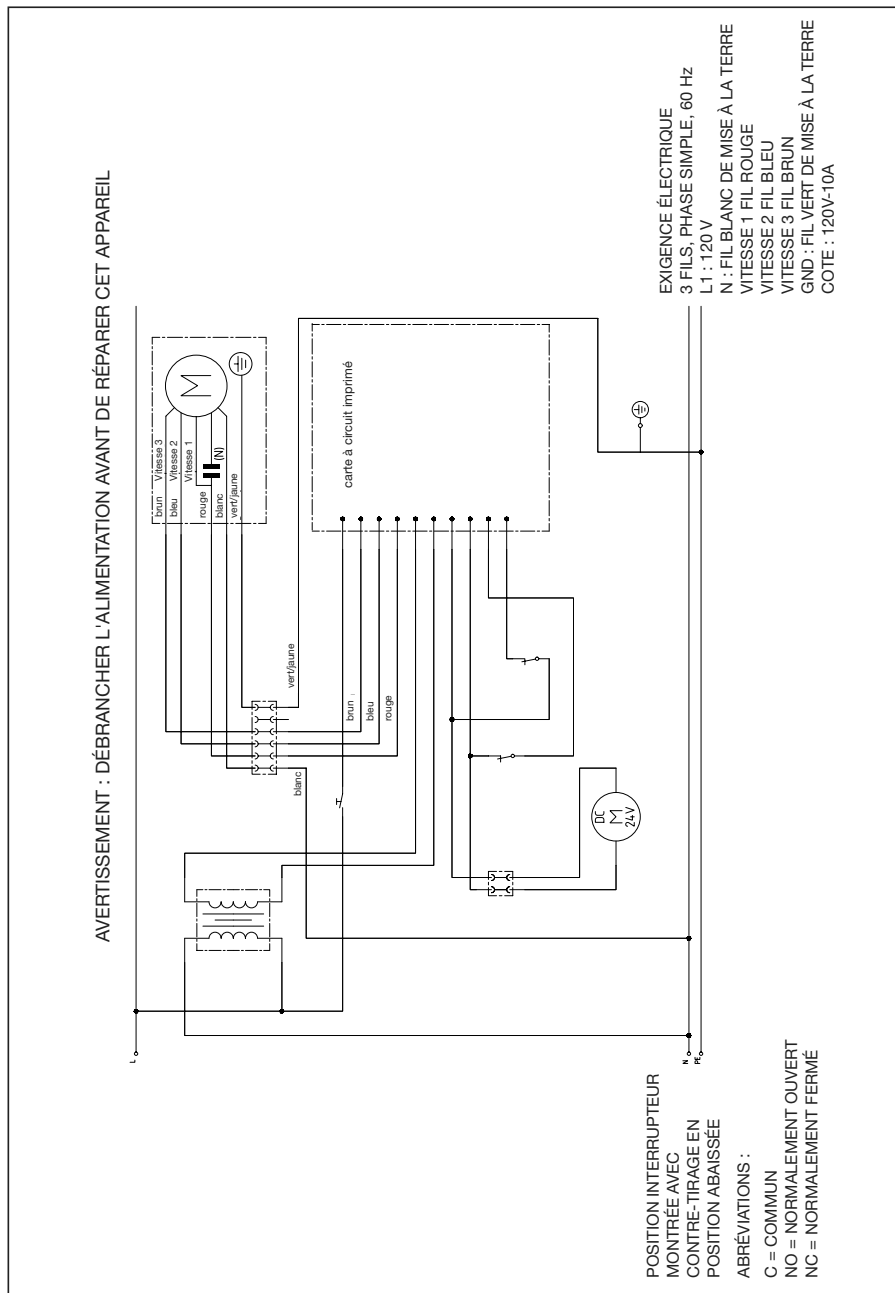 AVERTISSEMENT : DÉBRANCHER L'ALIMENTATION AVANT DE RÉPARER CET APPAREIL
L
brun Vitesse 3
bleu Vitesse 2
Vitesse 1
rouge
(N)
blanc
vert/jaune
M
vert/jaune
blanc
brun
bleu
rouge
carte à circuit imprimé
DC
M
24V
N
PE
POSITION INTERRUPTEUR
MONTRÉE AVEC
CONTRE-TIRAGE EN
POSITION ABAISSÉE
ABRÉVIATIONS :
C = COMMUN
NO = NORMALEMENT OUVERT
NC = NORMALEMENT FERMÉ
EXIGENCE ÉLECTRIQUE
3 FILS, PHASE SIMPLE, 60 Hz
L1 : 120 V
N : FIL BLANC DE MISE À LA TERRE
VITESSE 1 FIL ROUGE
VITESSE 2 FIL BLEU
VITESSE 3 FIL BRUN
GND : FIL VERT DE MISE À LA TERRE
COTE : 120V-10A